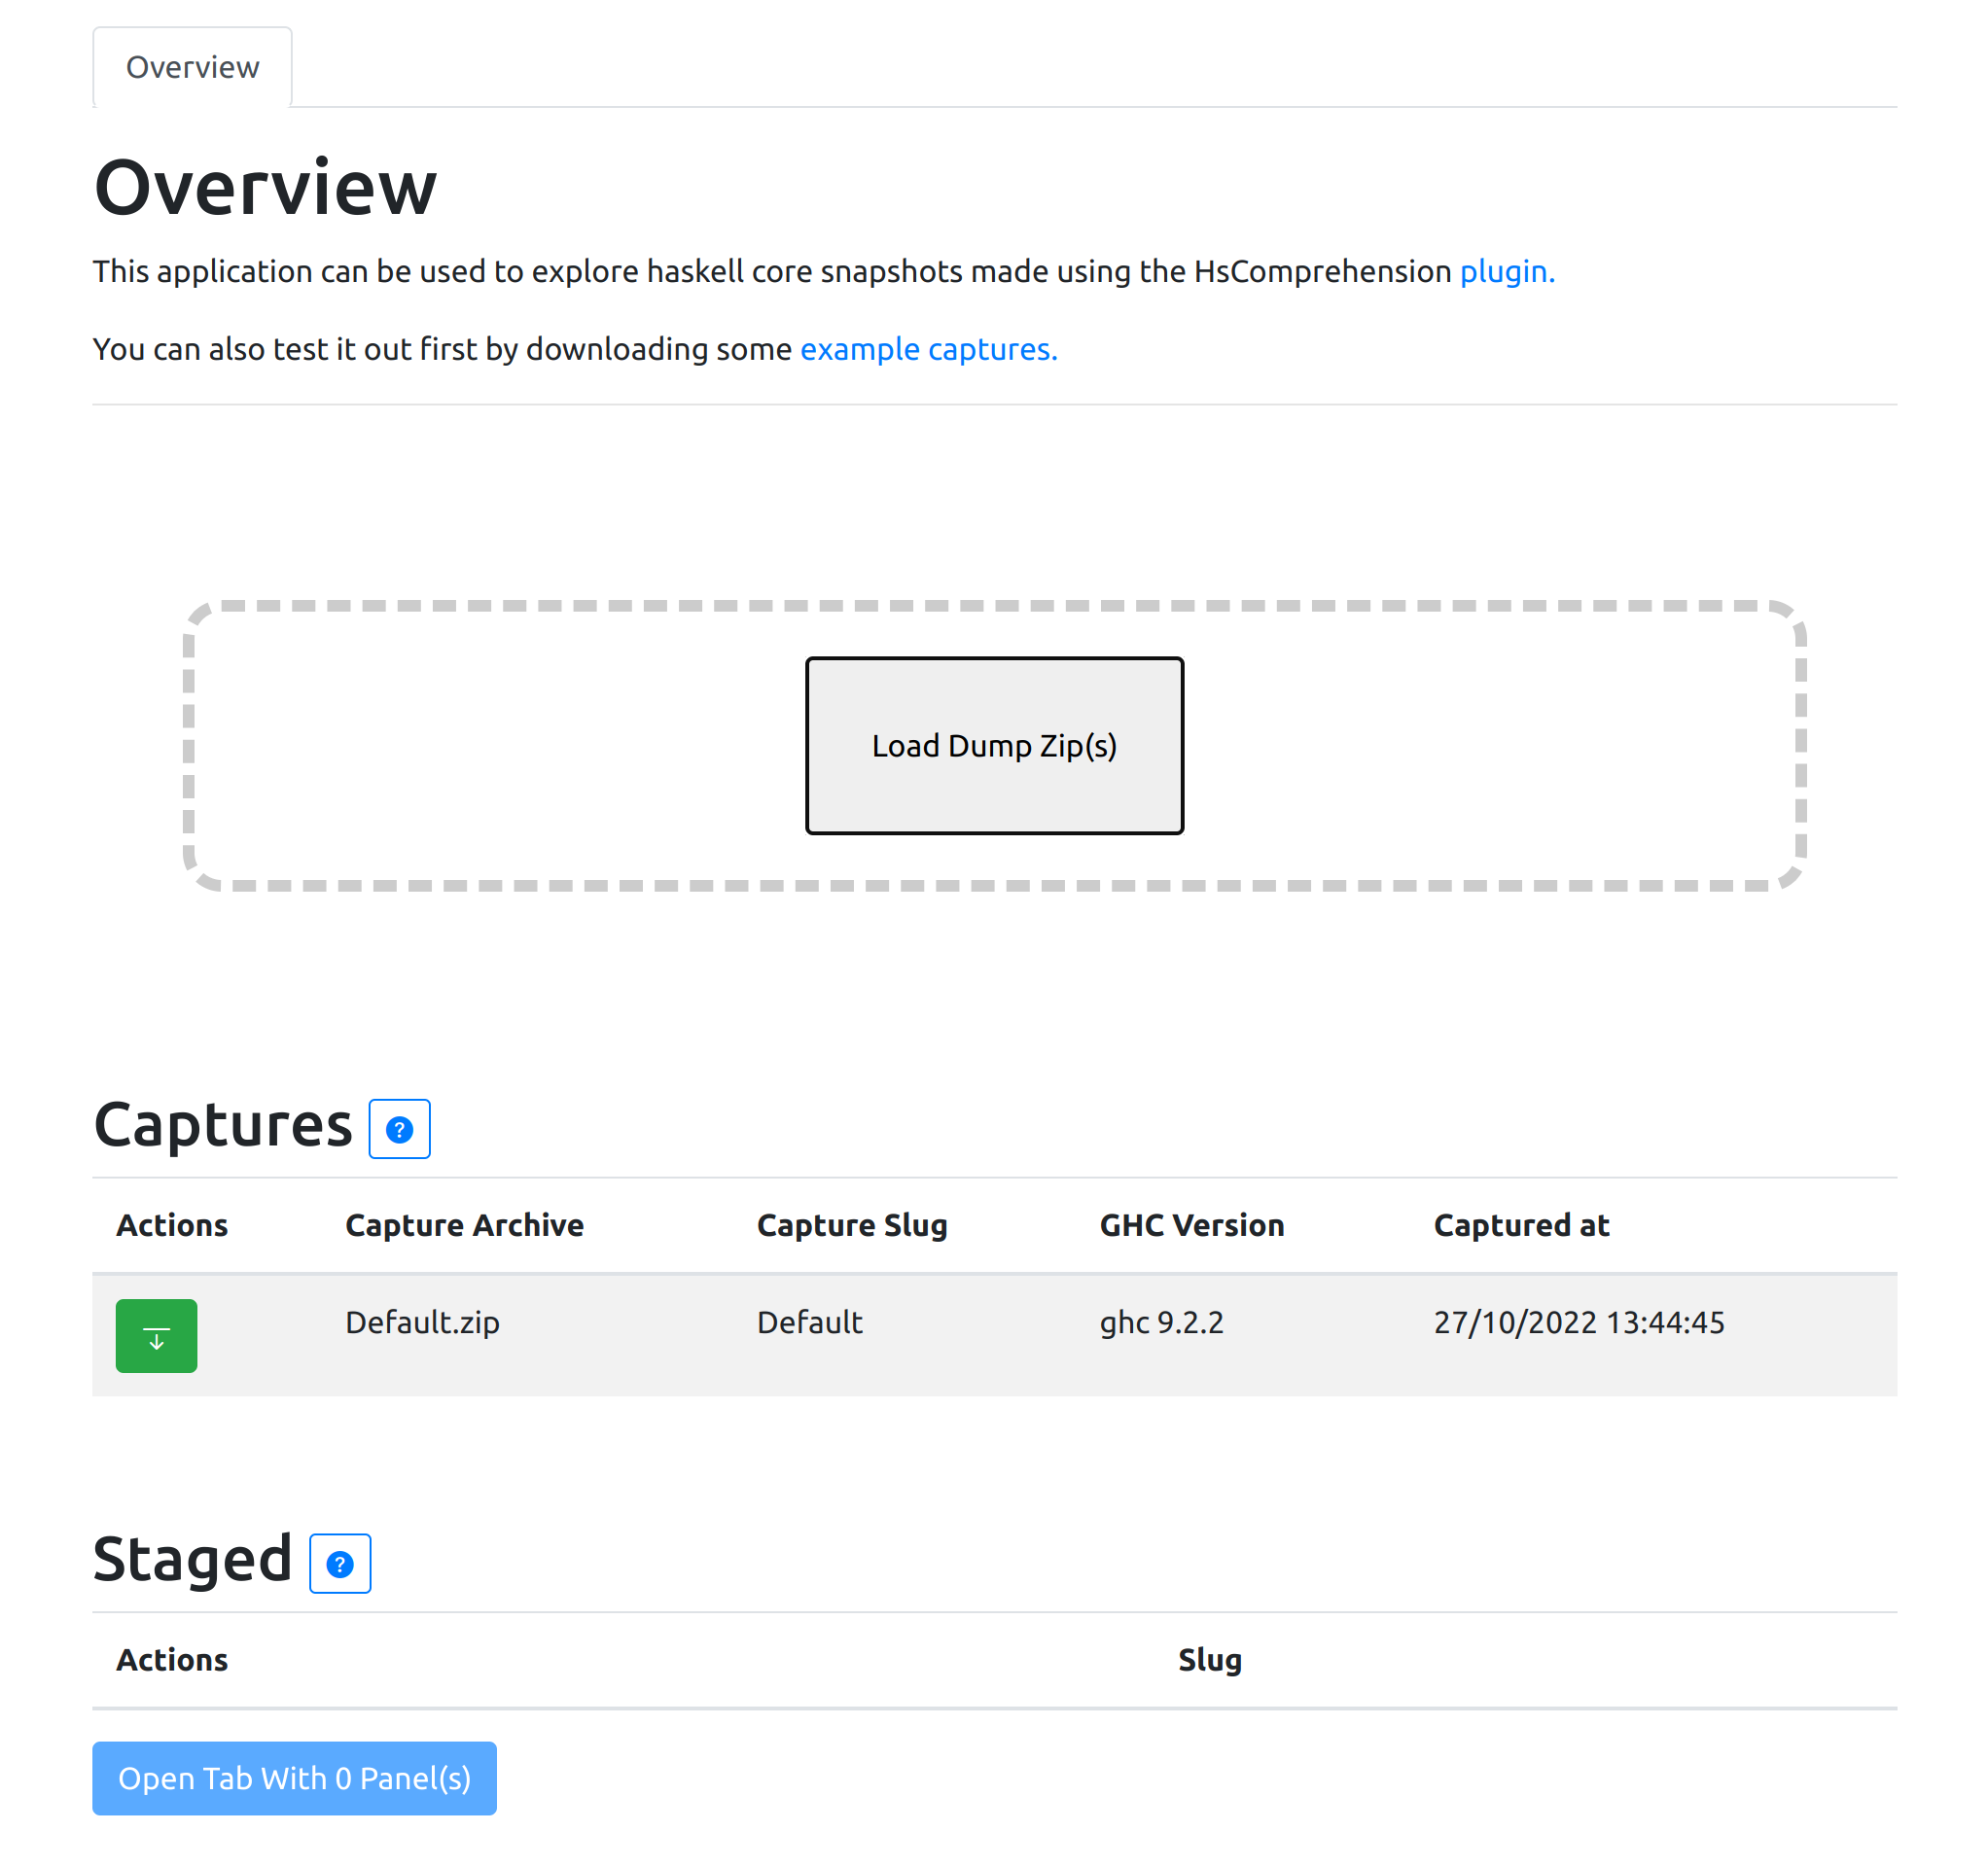 Overview
Overview
This application can be used to explore haskell core snapshots made using the HsComprehension plugin.
You can also test it out first by downloading some example captures.
Load Dump Zip(s)
Captures ?
Actions Capture Archive Capture Slug GHC Version Captured at
Default.zip Default ghc 9.2.2 27/10/2022 13:44:45
Staged ?
Actions Slug
Open Tab With 0 Panel(s)